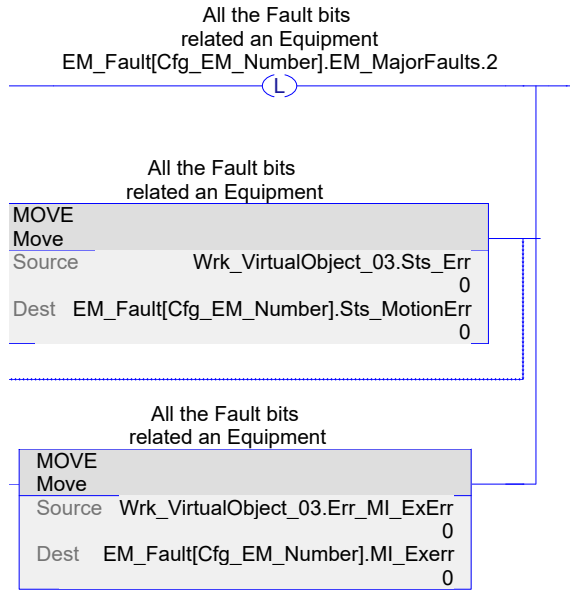 All the Fault bits
related an Equipment
EM_Fault[Cfg_EM_Number].EM_MajorFaults.2
L
All the Fault bits
related an Equipment
MOVE
Move
Source Wrk_VirtualObject_03.Sts_Err
0
Dest EM_Fault[Cfg_EM_Number].Sts_MotionErr
0
All the Fault bits
related an Equipment
MOVE
Move
Source Wrk_VirtualObject_03.Err_MI_ExErr
0
Dest EM_Fault[Cfg_EM_Number].MI_Exerr
0